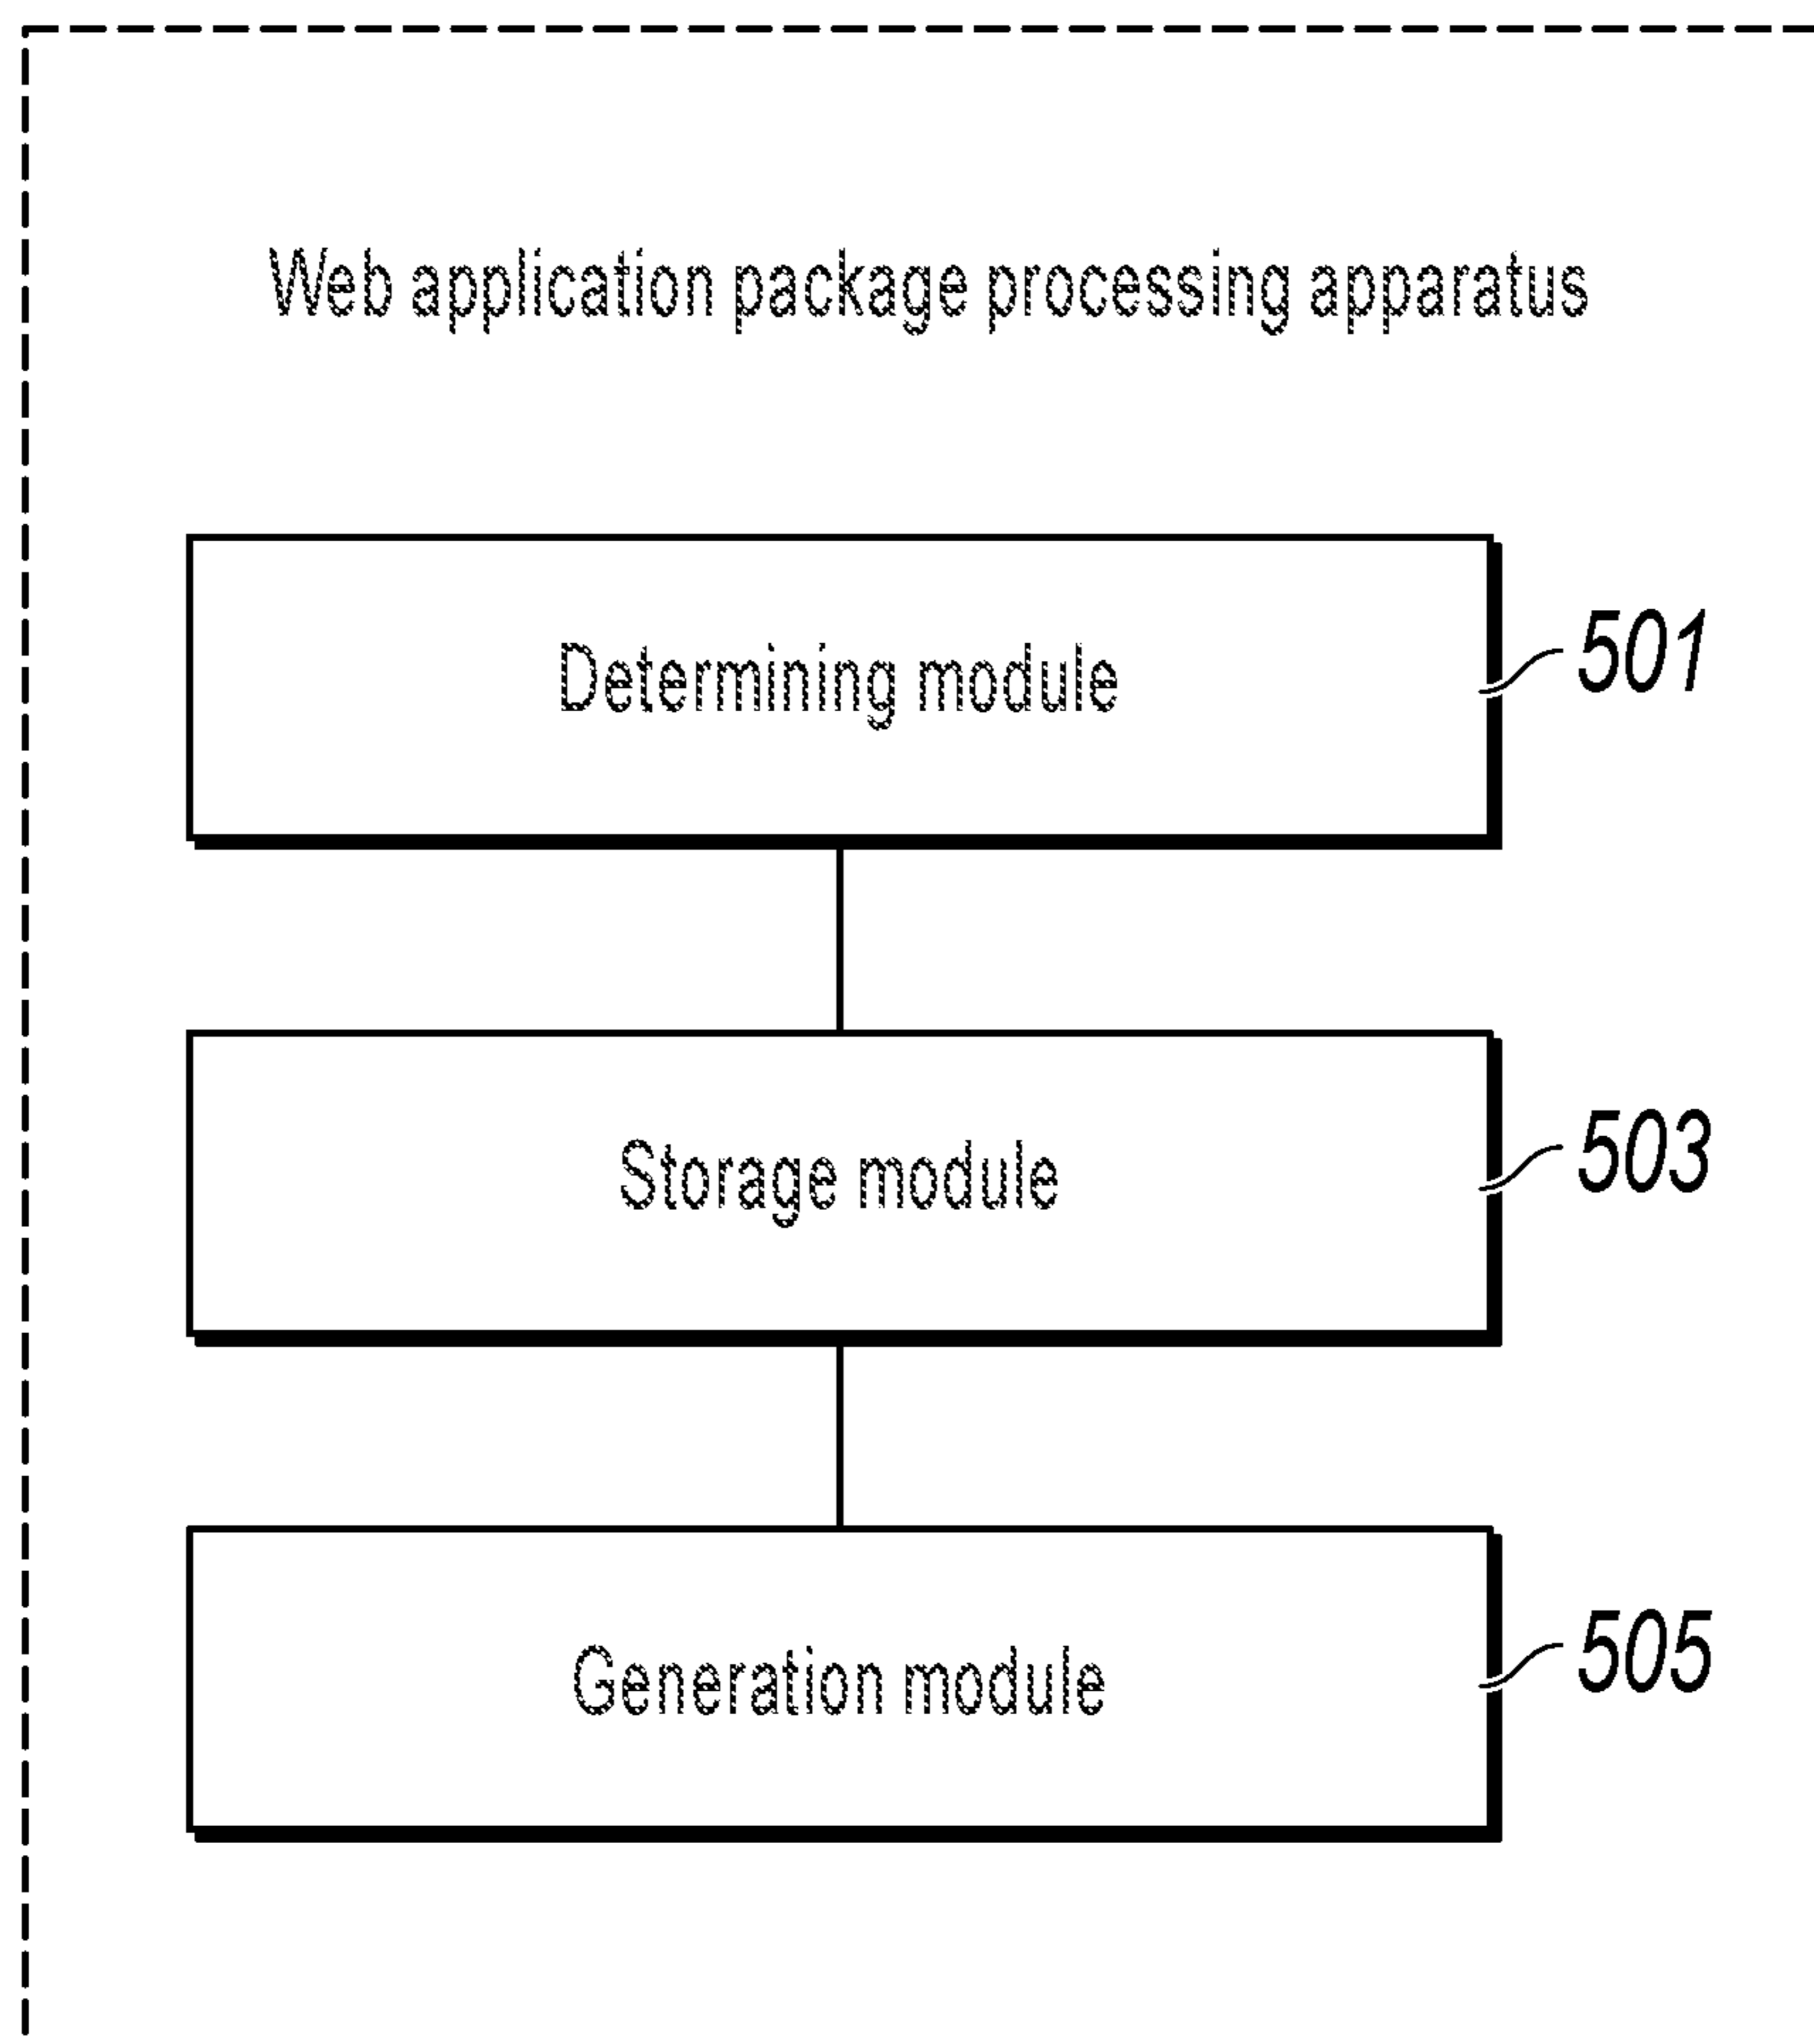 Web application package processing apparatus
Determining module
501
Storage module
503
Generation module
505